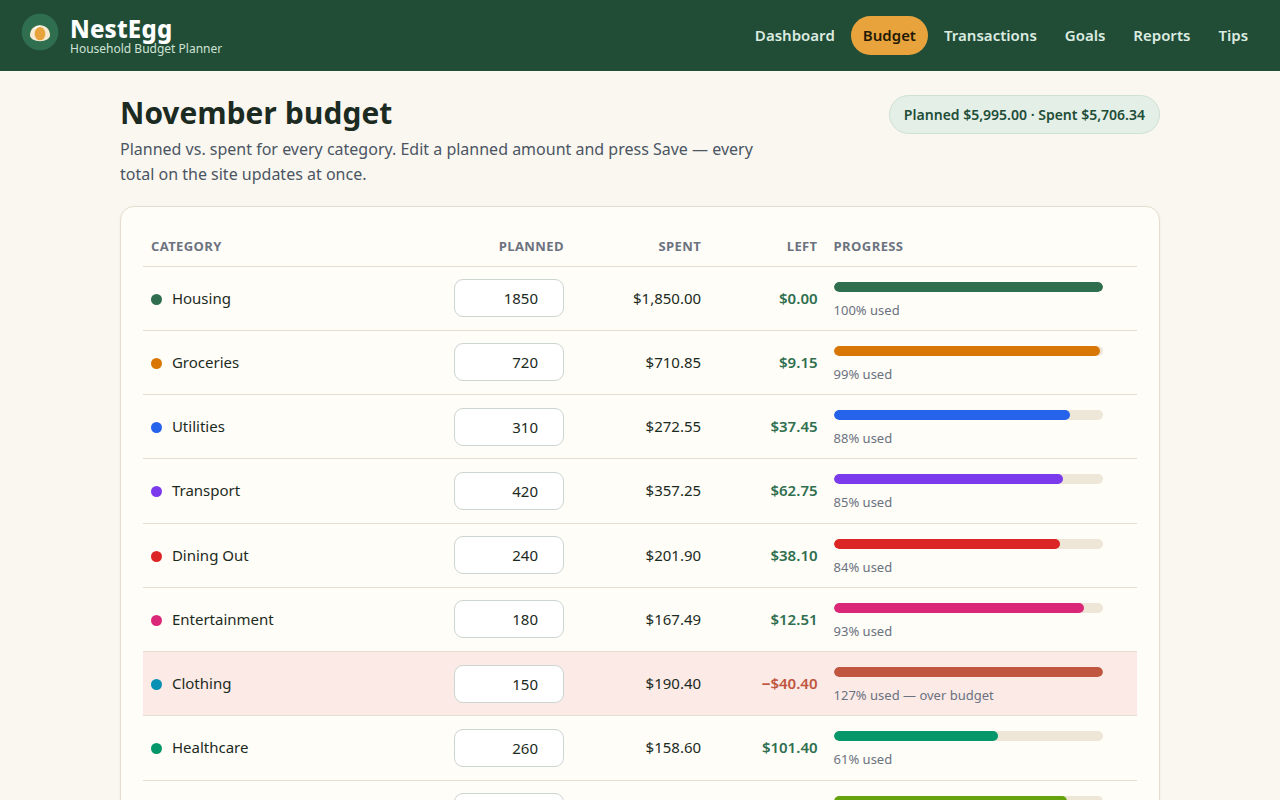 NestEgg
Household Budget Planner
Dashboard Budget Transactions Goals Reports Tips
November budget
Planned $5,995.00 · Spent $5,706.34
Planned vs. spent for every category. Edit a planned amount and press Save — every
total on the site updates at once.
CATEGORY PLANNED SPENT LEFT PROGRESS
Housing 1850 $1,850.00 $0.00
100% used
Groceries 720 $710.85 $9.15
99% used
Utilities 310 $272.55 $37.45
88% used
Transport 420 $357.25 $62.75
85% used
Dining Out 240 $201.90 $38.10
84% used
Entertainment 180 $167.49 $12.51
93% used
Clothing 150 $190.40 −$40.40
127% used — over budget
Healthcare 260 $158.60 $101.40
61% used